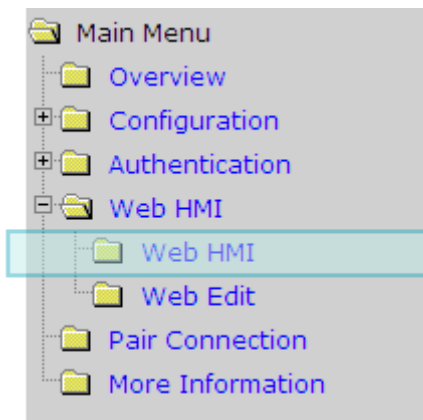 Main Menu
Overview
Configuration
Authentication
Web HMI
Web HMI
Web Edit
Pair Connection
More Information